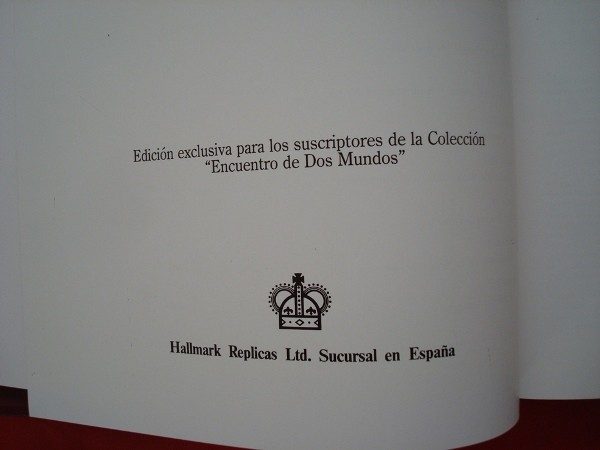 Edición exclusiva para los suscriptores de la Colección
“Encuentro de Dos Mundos”
Hallmark Replicas Ltd. Sucursal en España